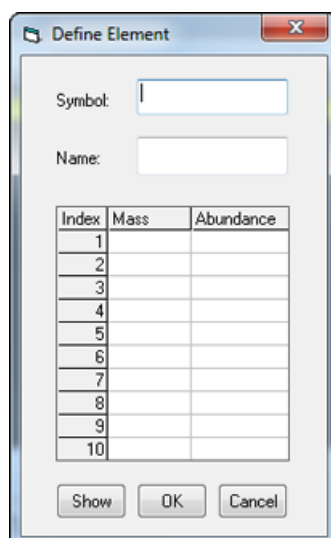 Define Element
Symbol:
Name:
Index Mass Abundance
1
2
3
4
5
6
7
8
9
10
Show OK Cancel